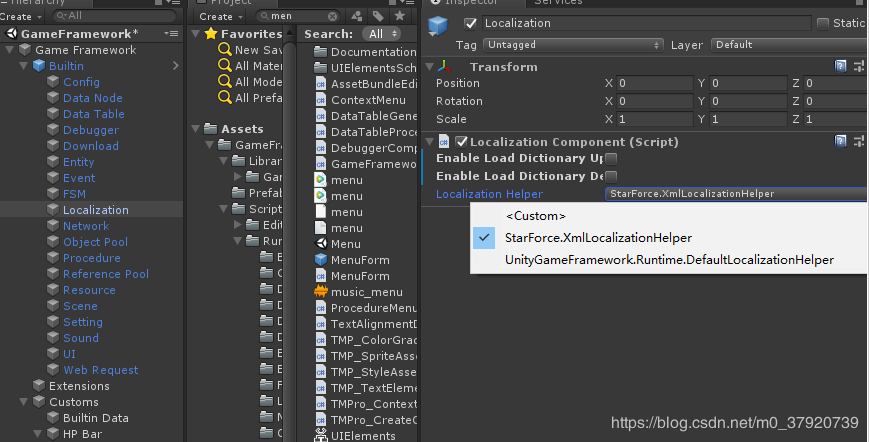 Hierarchy
Create
All
GameFramework*
Game Framework
Builtin
Config
Data Node
Data Table
Debugger
Download
Entity
Event
FSM
Localization
Network
Object Pool
Procedure
Reference Pool
Resource
Scene
Setting
Sound
UI
Web Request
Extensions
Customs
Builtin Data
HP Bar
Project
Create
men
Favorites
New Sav
All Mater
All Mode
All Prefa
Assets
GameFra
Librar
Gar
Prefab
Script
Edit
Run
Search:
All
Documentation
UIElementsSch
AssetBundleEdi
ContextMenu
DataTableGene
DataTableProce
DebuggerComp
GameFramewo
menu
menu
menu
menu
Menu
MenuForm
MenuForm
music_menu
ProcedureMenu
TextAlignmentD
TMP_ColorGrad
TMP_SpriteAsse
TMP_StyleAsse
TMP_TextEleme
TMPro_Context
TMPro_CreateO
UIElements
Inspector
Services
Localization
Static
Tag Untagged Layer Default
Transform
Position X 0 Y 0 Z 0
Rotation X 0 Y 0 Z 0
Scale X 1 Y 1 Z 1
Localization Component (Script)
Enable Load Dictionary Up
Enable Load Dictionary De
Localization Helper StarForce.XmlLocalizationHelper
<Custom>
StarForce.XmlLocalizationHelper
UnityGameFramework.Runtime.DefaultLocalizationHelper
https://blog.csdn.net/m0_37920739